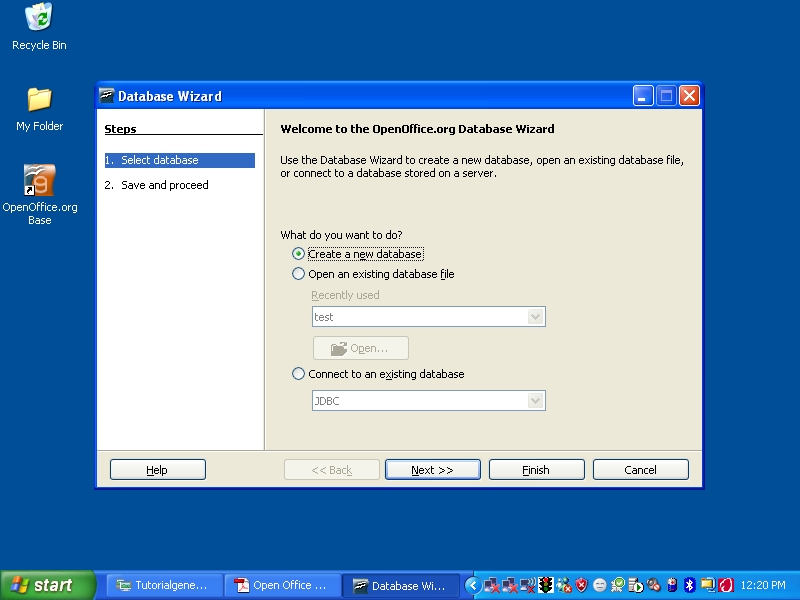 Recycle Bin
My Folder
OpenOffice.org
Base
Database Wizard
Steps
1. Select database
2. Save and proceed
Welcome to the OpenOffice.org Database Wizard
Use the Database Wizard to create a new database, open an existing database file,
or connect to a database stored on a server.
What do you want to do?
Create a new database
Open an existing database file
Recently used
test
Open...
Connect to an existing database
JDBC
Help
<< Back
Next >>
Finish
Cancel
start
Tutorialgene...
Open Office ...
Database Wi...
12:20 PM